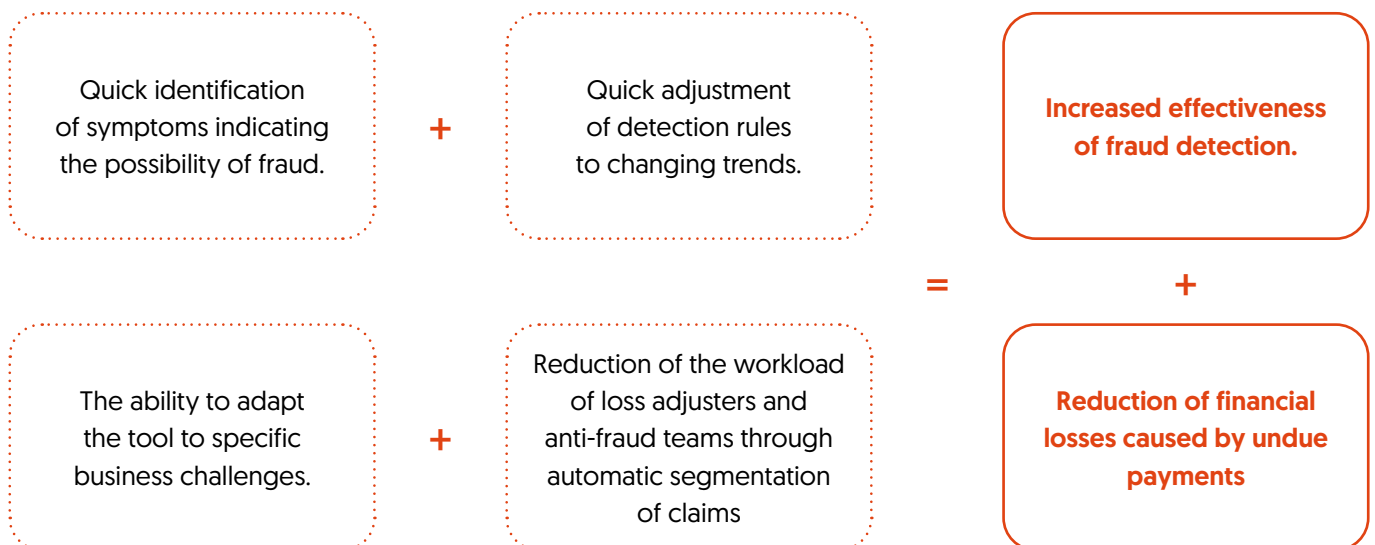 Quick identification
of symptoms indicating
the possibility of fraud.
+
Quick adjustment
of detection rules
to changing trends.
Increased effectiveness
of fraud detection.
=
+
The ability to adapt
the tool to specific
business challenges.
+
Reduction of the workload
of loss adjusters and
anti-fraud teams through
automatic segmentation
of claims
Reduction of financial
losses caused by undue
payments